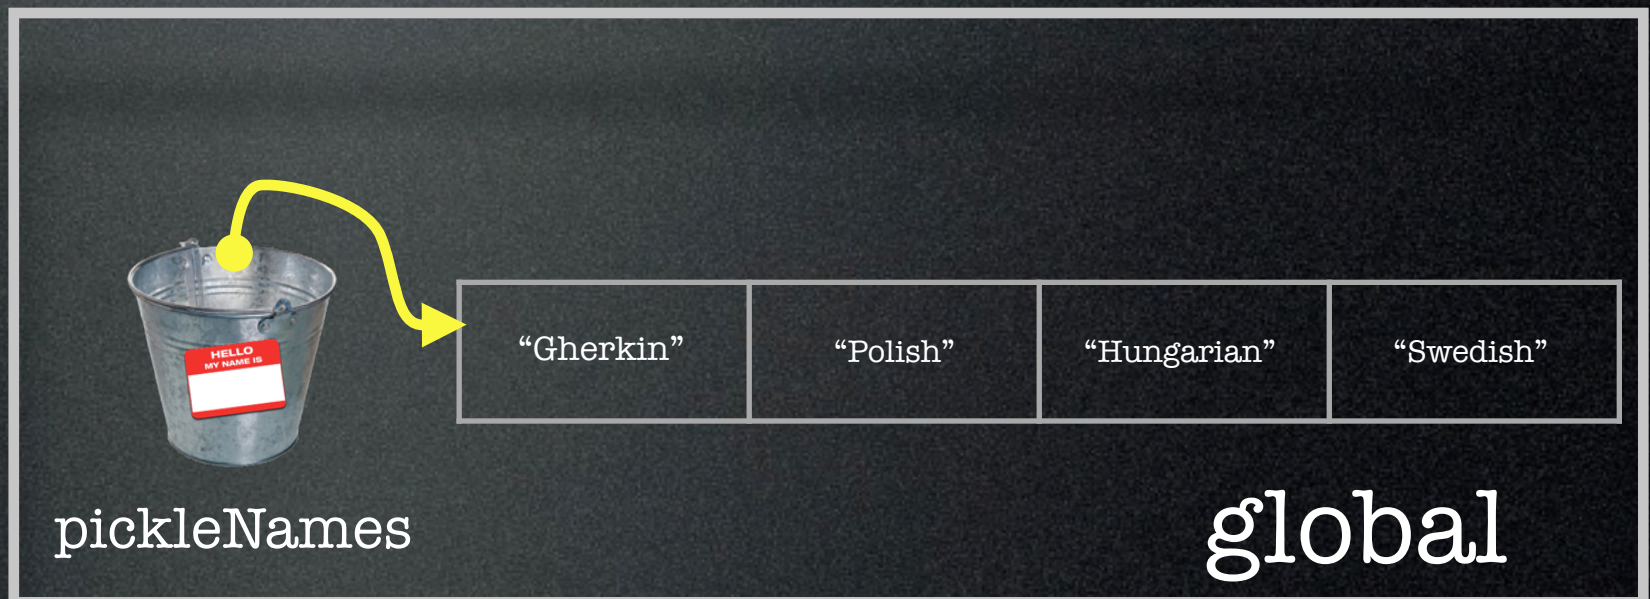 HELLO
MY NAME IS
“Gherkin”
“Polish”
“Hungarian”
“Swedish”
pickleNames
global